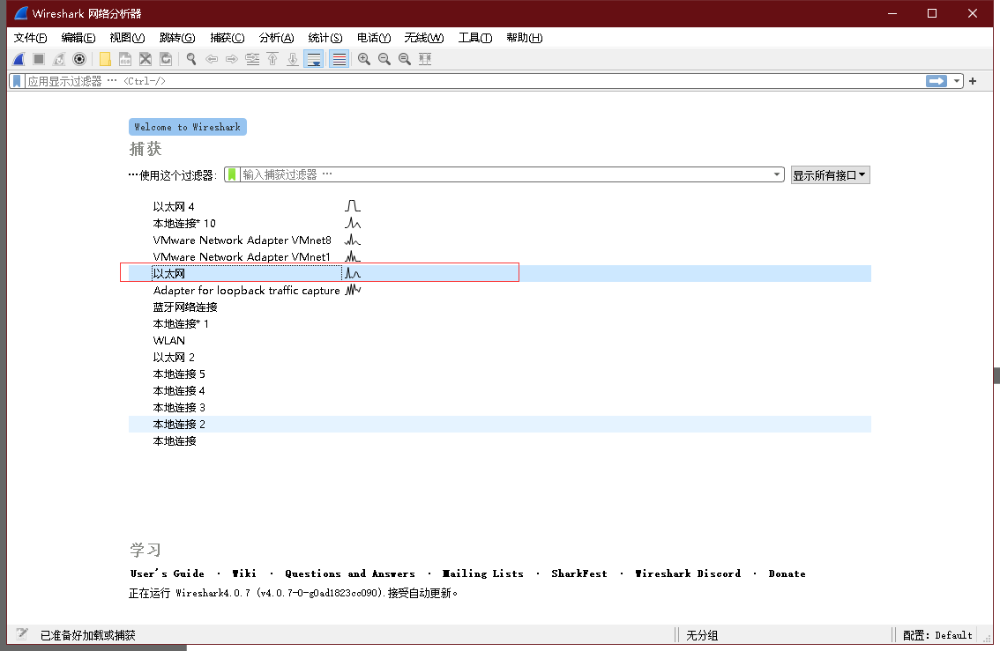 Wireshark 网络分析器
文件(F) 编辑(E) 视图(V) 跳转(G) 捕获(C) 分析(A) 统计(S) 电话(Y) 无线(W) 工具(T) 帮助(H)
应用显示过滤器 … <Ctrl-/>
Welcome to Wireshark
捕获
…使用这个过滤器: 输入捕获过滤器 … 显示所有接口
以太网 4
本地连接* 10
VMware Network Adapter VMnet8
VMware Network Adapter VMnet1
以太网
Adapter for loopback traffic capture
蓝牙网络连接
本地连接* 1
WLAN
以太网 2
本地连接 5
本地连接 4
本地连接 3
本地连接 2
本地连接
学习
User's Guide · Wiki · Questions and Answers · Mailing Lists · SharkFest · Wireshark Discord · Donate
正在运行 Wireshark4.0.7 (v4.0.7-0-g0ad1823cc090).接受自动更新。
已准备好加载或捕获 无分组 配置: Default